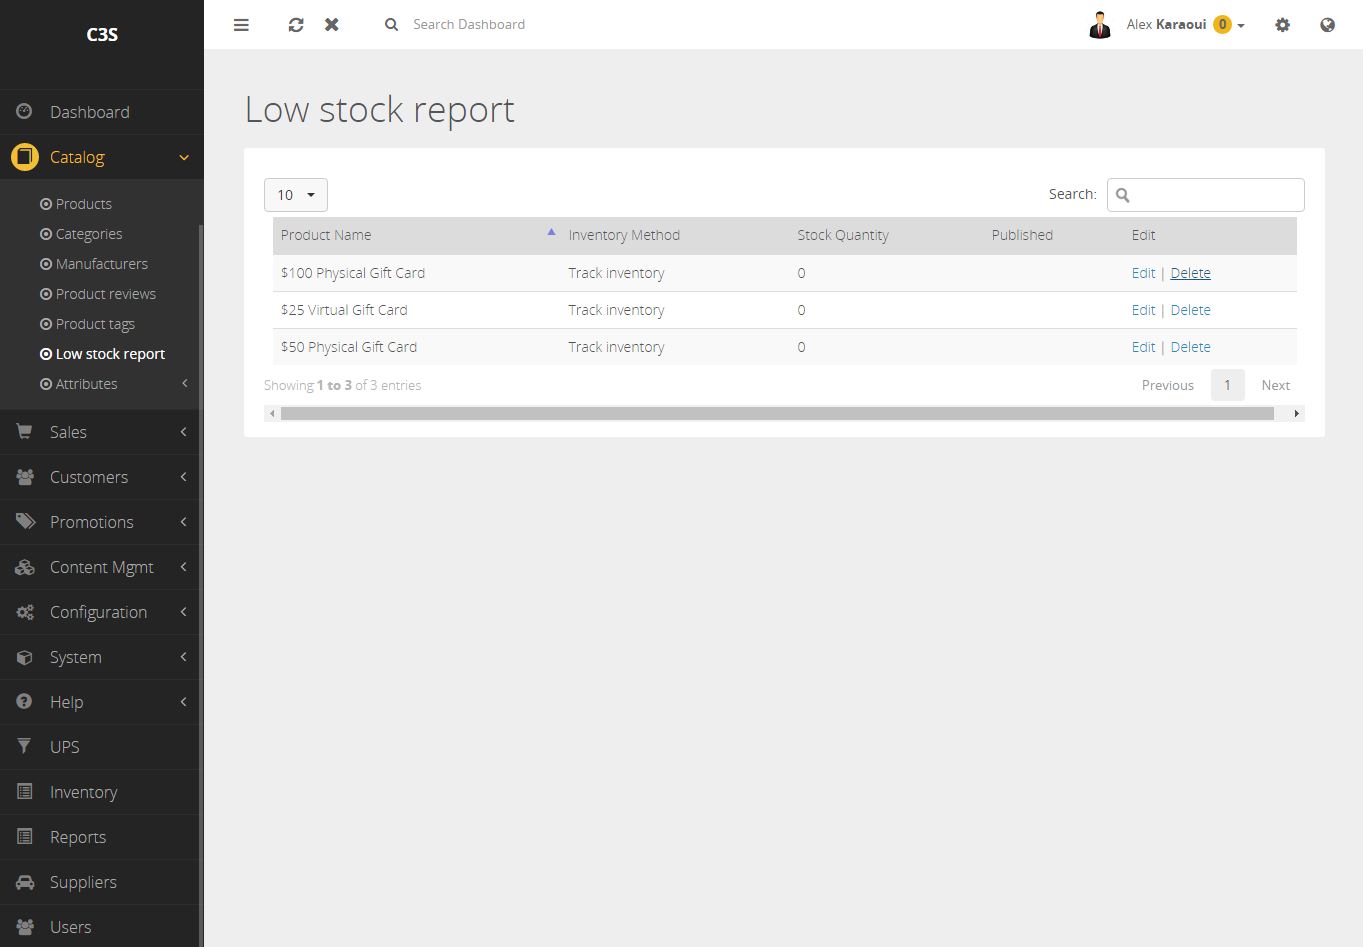 C3S
Search Dashboard
Alex Karaoui 0
Dashboard
Catalog
Products
Categories
Manufacturers
Product reviews
Product tags
Low stock report
Attributes
Sales
Customers
Promotions
Content Mgmt
Configuration
System
Help
UPS
Inventory
Reports
Suppliers
Users
Low stock report
10
Search:
Product Name Inventory Method Stock Quantity Published Edit
$100 Physical Gift Card Track inventory 0 Edit | Delete
$25 Virtual Gift Card Track inventory 0 Edit | Delete
$50 Physical Gift Card Track inventory 0 Edit | Delete
Showing 1 to 3 of 3 entries
Previous 1 Next